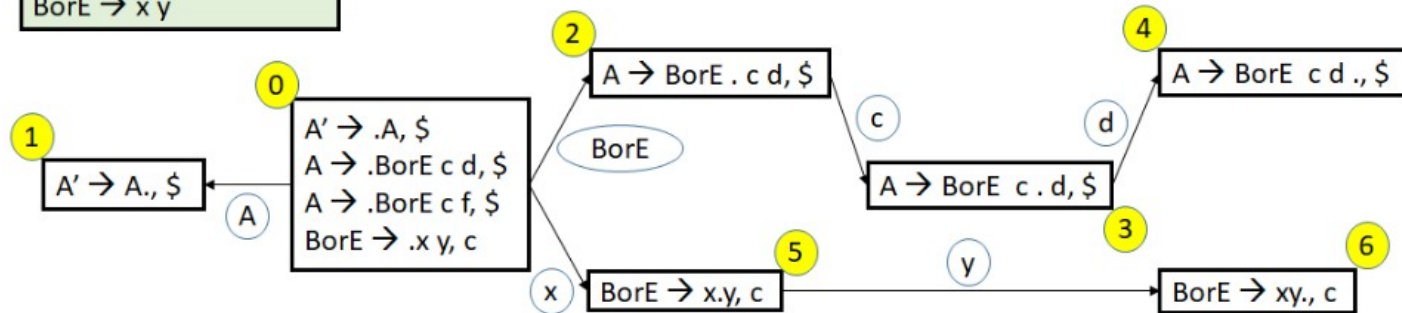 BorE → x y
0
A' → .A, $
A → .BorE c d, $
A → .BorE c f, $
BorE → .x y, c
1
A' → A., $
A
2
A → BorE . c d, $
BorE
c
3
A → BorE c . d, $
d
4
A → BorE c d ., $
x
5
BorE → x.y, c
y
6
BorE → xy., c